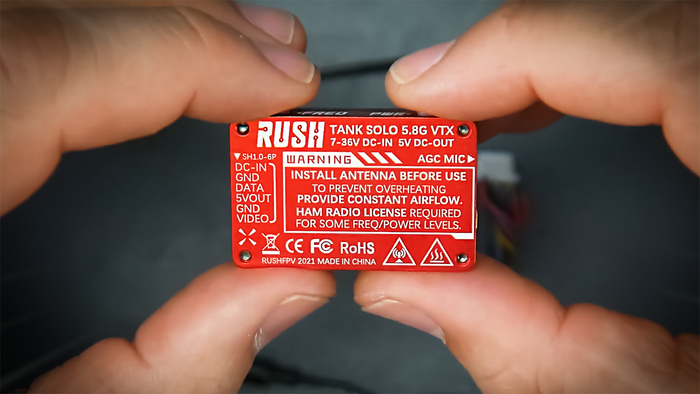 FREQ PWR
RUSH TANK SOLO 5.8G VTX
7-36V DC-IN 5V DC-OUT
▼SH1.0-6P
DC-IN
GND
DATA
5VOUT
GND
VIDEO
WARNING
AGC MIC▶
INSTALL ANTENNA BEFORE USE
TO PREVENT OVERHEATING
PROVIDE CONSTANT AIRFLOW.
HAM RADIO LICENSE REQUIRED
FOR SOME FREQ/POWER LEVELS.
CE FC RoHS
RUSHFPV 2021 MADE IN CHINA